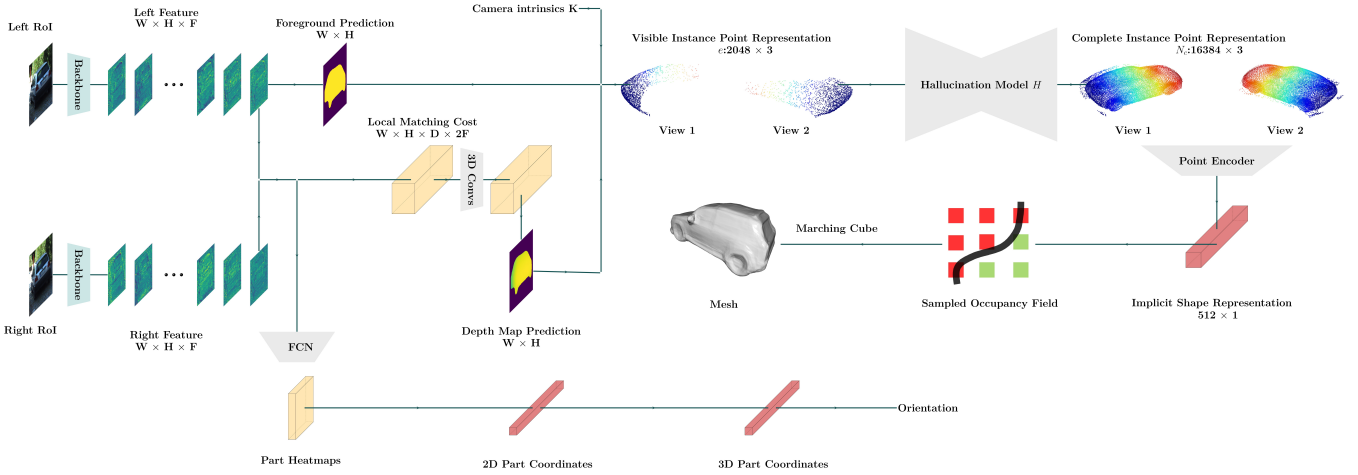 Left RoI
Backbone
Left Feature
W × H × F
Foreground Prediction
W × H
Camera intrinsics K
Visible Instance Point Representation
e:2048 × 3
View 1
View 2
Hallucination Model H
Complete Instance Point Representation
Nc:16384 × 3
View 1
View 2
Local Matching Cost
W × H × D × 2F
3D Convs
Point Encoder
Marching Cube
Mesh
Sampled Occupancy Field
Implicit Shape Representation
512 × 1
Backbone
Right RoI
Right Feature
W × H × F
Depth Map Prediction
W × H
FCN
Orientation
Part Heatmaps
2D Part Coordinates
3D Part Coordinates